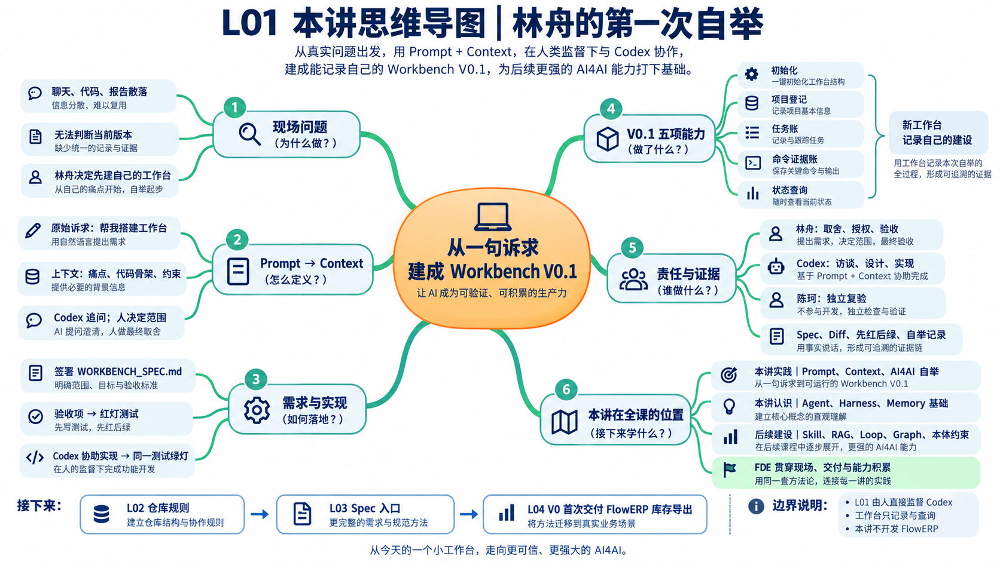 L01 本讲思维导图｜林舟的第一次自举
从真实问题出发，用 Prompt + Context，在人类监督下与 Codex 协作，
建成能记录自己的 Workbench V0.1，为后续更强的 AI4AI 能力打下基础。
1
现场问题
（为什么做？）
聊天、代码、报告散落
信息分散，难以复用
无法判断当前版本
缺少统一的记录与证据
林舟决定先建自己的工作台
从自己的痛点开始，自举起步
2
Prompt → Context
（怎么定义？）
原始诉求：帮我搭建工作台
用自然语言提出需求
上下文：痛点、代码骨架、约束
提供必要的背景信息
Codex 追问；人决定范围
AI 提问澄清，人做最终取舍
3
需求与实现
（如何落地？）
签署 WORKBENCH_SPEC.md
明确范围、目标与验收标准
验收项 → 红灯测试
先写测试，先红后绿
Codex 协助实现 → 同一测试绿灯
在人的监督下完成功能开发
从一句诉求
建成 Workbench V0.1
让 AI 成为可验证、可积累的生产力
4
V0.1 五项能力
（做了什么？）
初始化
一键初始化工作台结构
项目登记
记录项目基本信息
任务账
记录与跟踪任务
命令证据账
保存关键命令与输出
状态查询
随时查看当前状态
新工作台
记录自己的建设
用工作台记录本次自举的
全过程，形成可追溯的证据
5
责任与证据
（谁做什么？）
林舟：取舍、授权、验收
提出需求，决定范围，最终验收
Codex：访谈、设计、实现
基于 Prompt + Context 协助完成
陈珂：独立复验
不参与开发，独立检查与验证
Spec、Diff、先红后绿、自举记录
用事实说话，形成可追溯的证据链
6
本讲在全课的位置
（接下来学什么？）
本讲实践｜Prompt、Context、AI4AI 自举
从一句诉求到可运行的 Workbench V0.1
本讲认识｜Agent、Harness、Memory 基础
建立核心概念的直观理解
后续建设｜Skill、RAG、Loop、Graph、本体约束
在后续课程中逐步展开，更强的 AI4AI 能力
FDE 贯穿现场、交付与能力积累
用同一套方法论，连接每一讲的实践
接下来：
L02 仓库规则
建立仓库结构与协作规则
L03 Spec 入口
更完整的需求与规范方法
L04 V0 首次交付 FlowERP 库存导出
将方法迁移到真实业务场景
边界说明：
• L01 由人直接监督 Codex
• 工作台只记录与查询
• 本讲不开发 FlowERP
从今天的一个小工作台，走向更可信、更强大的 AI4AI。